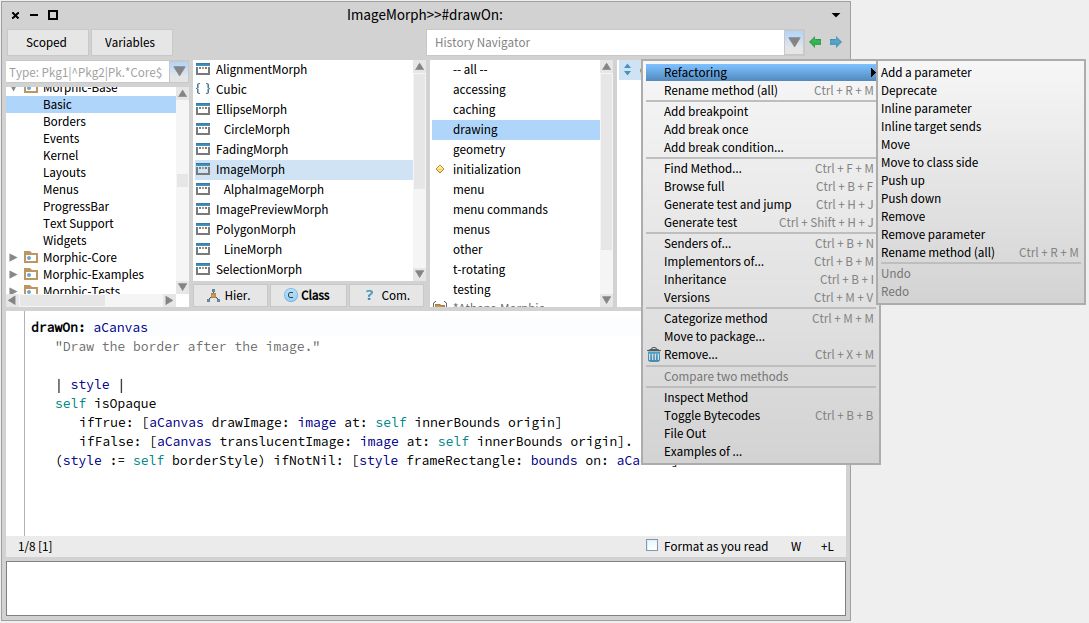 ImageMorph>>#drawOn:
Scoped
Variables
History Navigator
Type: Pkg1|^Pkg2|Pk.*Core$
Morphic-Base
Basic
Borders
Events
Kernel
Layouts
Menus
ProgressBar
Text Support
Widgets
Morphic-Core
Morphic-Examples
Morphic-Tests
AlignmentMorph
{ } Cubic
EllipseMorph
CircleMorph
FadingMorph
ImageMorph
AlphaImageMorph
ImagePreviewMorph
PolygonMorph
LineMorph
SelectionMorph
Hier.
C Class
? Com.
-- all --
accessing
caching
drawing
geometry
initialization
menu
menu commands
menus
other
t-rotating
testing
*Athens-Morphic
Refactoring
Rename method (all) Ctrl + R + M
Add breakpoint
Add break once
Add break condition...
Find Method... Ctrl + F + M
Browse full Ctrl + B + F
Generate test and jump Ctrl + H + J
Generate test Ctrl + Shift + H + J
Senders of... Ctrl + B + N
Implementors of... Ctrl + B + M
Inheritance Ctrl + B + I
Versions Ctrl + M + V
Categorize method Ctrl + M + M
Move to package...
Remove... Ctrl + X + M
Compare two methods
Inspect Method
Toggle Bytecodes Ctrl + B + B
File Out
Examples of ...
Add a parameter
Deprecate
Inline parameter
Inline target sends
Move
Move to class side
Push up
Push down
Remove
Remove parameter
Rename method (all) Ctrl + R + M
Undo
Redo
drawOn: aCanvas
"Draw the border after the image."
| style |
self isOpaque
ifTrue: [aCanvas drawImage: image at: self innerBounds origin]
ifFalse: [aCanvas translucentImage: image at: self innerBounds origin].
(style := self borderStyle) ifNotNil: [style frameRectangle: bounds on: aCa
1/8 [1]
Format as you read
W
+L